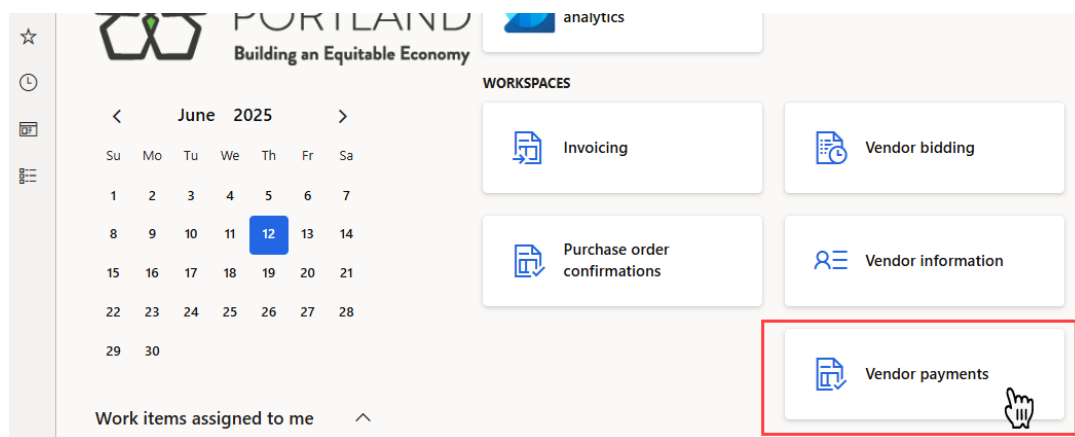 PORTLAND
Building an Equitable Economy
analytics
WORKSPACES
June 2025
Su Mo Tu We Th Fr Sa
1 2 3 4 5 6 7
8 9 10 11 12 13 14
15 16 17 18 19 20 21
22 23 24 25 26 27 28
29 30
Work items assigned to me
Invoicing
Vendor bidding
Purchase order
confirmations
Vendor information
Vendor payments